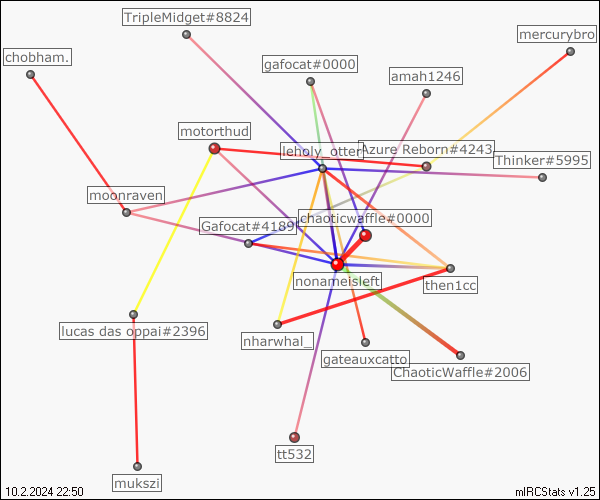 TripleMidget#8824
mercurybro
chobham.
gafocat#0000
amah1246
motorthud
leholy_otter
Azure Reborn#4243
Thinker#5995
moonraven
Gafocat#4189
chaoticwaffle#0000
nonameisleft
then1cc
lucas das oppai#2396
nharwhal_
gateauxcatto
ChaoticWaffle#2006
tt532
mukszi
10.2.2024 22:50
mIRCStats v1.25